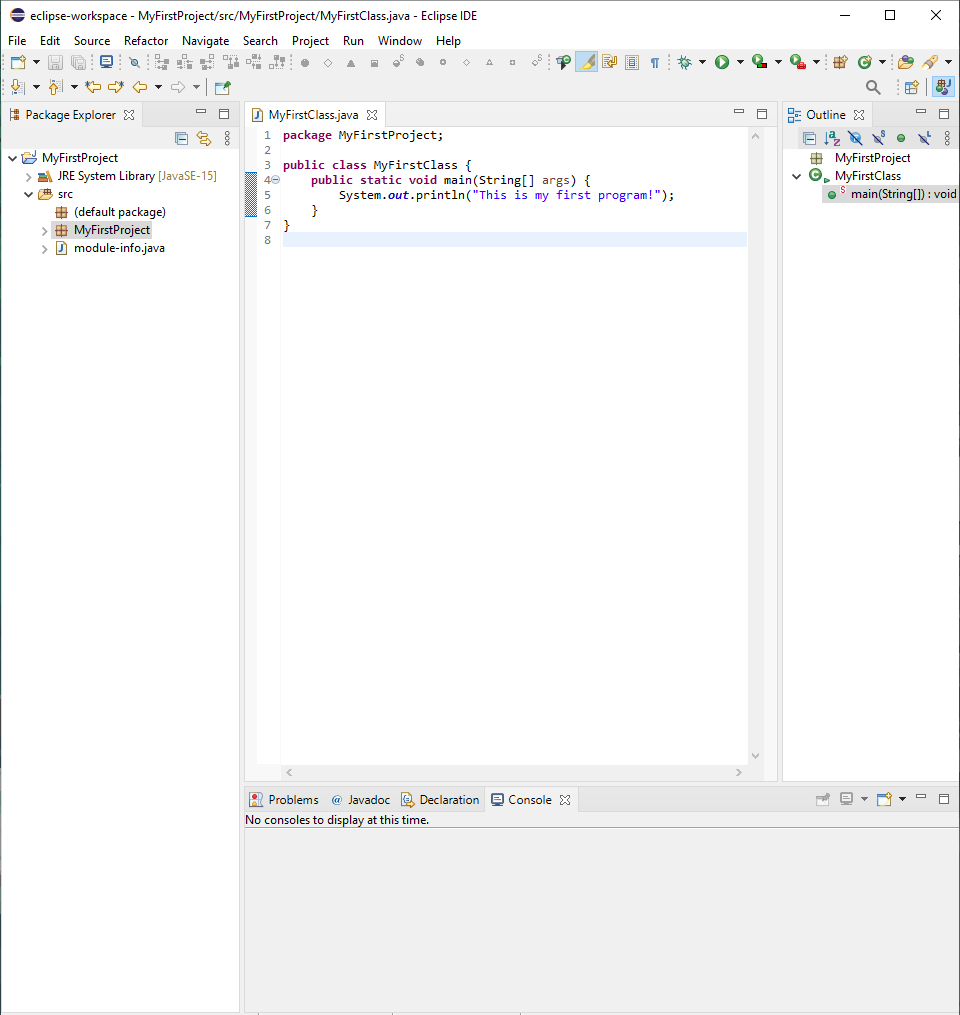 eclipse-workspace - MyFirstProject/src/MyFirstProject/MyFirstClass.java - Eclipse IDE
File Edit Source Refactor Navigate Search Project Run Window Help
Package Explorer
MyFirstProject
JRE System Library [JavaSE-15]
src
(default package)
MyFirstProject
module-info.java
MyFirstClass.java
1 package MyFirstProject;
2
3 public class MyFirstClass {
4 public static void main(String[] args) {
5 System.out.println("This is my first program!");
6 }
7 }
8
Outline
MyFirstProject
MyFirstClass
main(String[]) : void
Problems @ Javadoc Declaration Console
No consoles to display at this time.